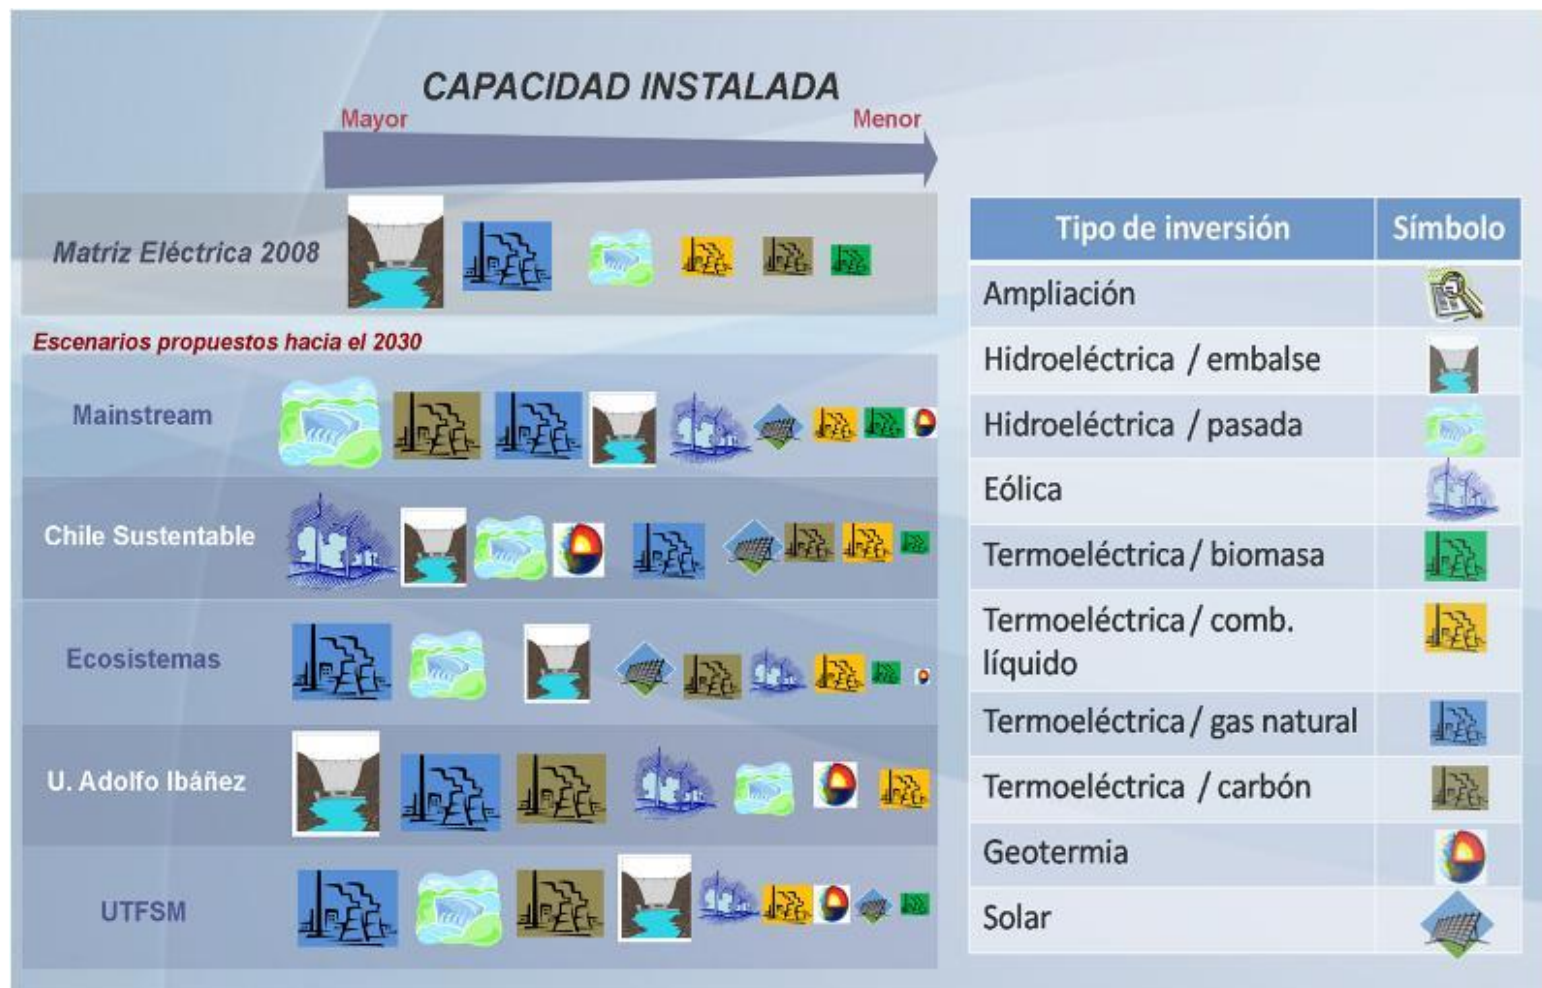 CAPACIDAD INSTALADA
Mayor
Menor
Matriz Eléctrica 2008
Escenarios propuestos hacia el 2030
Mainstream
Chile Sustentable
Ecosistemas
U. Adolfo Ibáñez
UTFSM
Tipo de inversión
Símbolo
Ampliación
Hidroeléctrica / embalse
Hidroeléctrica / pasada
Eólica
Termoeléctrica / biomasa
Termoeléctrica / comb.
líquido
Termoeléctrica / gas natural
Termoeléctrica / carbón
Geotermia
Solar